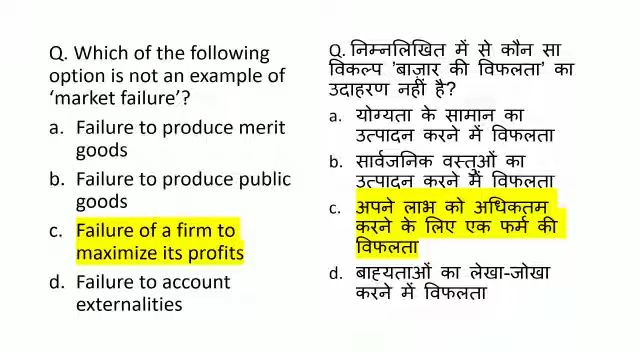 Q. Which of the following
option is not an example of
‘market failure’?
a. Failure to produce merit
goods
b. Failure to produce public
goods
c. Failure of a firm to
maximize its profits
d. Failure to account
externalities
Q. निम्नलिखित में से कौन सा
विकल्प 'बाज़ार की विफलता' का
उदाहरण नहीं है?
a. योग्यता के सामान का
उत्पादन करने में विफलता
b. सार्वजनिक वस्तुओं का
उत्पादन करने में विफलता
c. अपने लाभ को अधिकतम
करने के लिए एक फर्म की
विफलता
d. बाह्यताओं का लेखा-जोखा
करने में विफलता